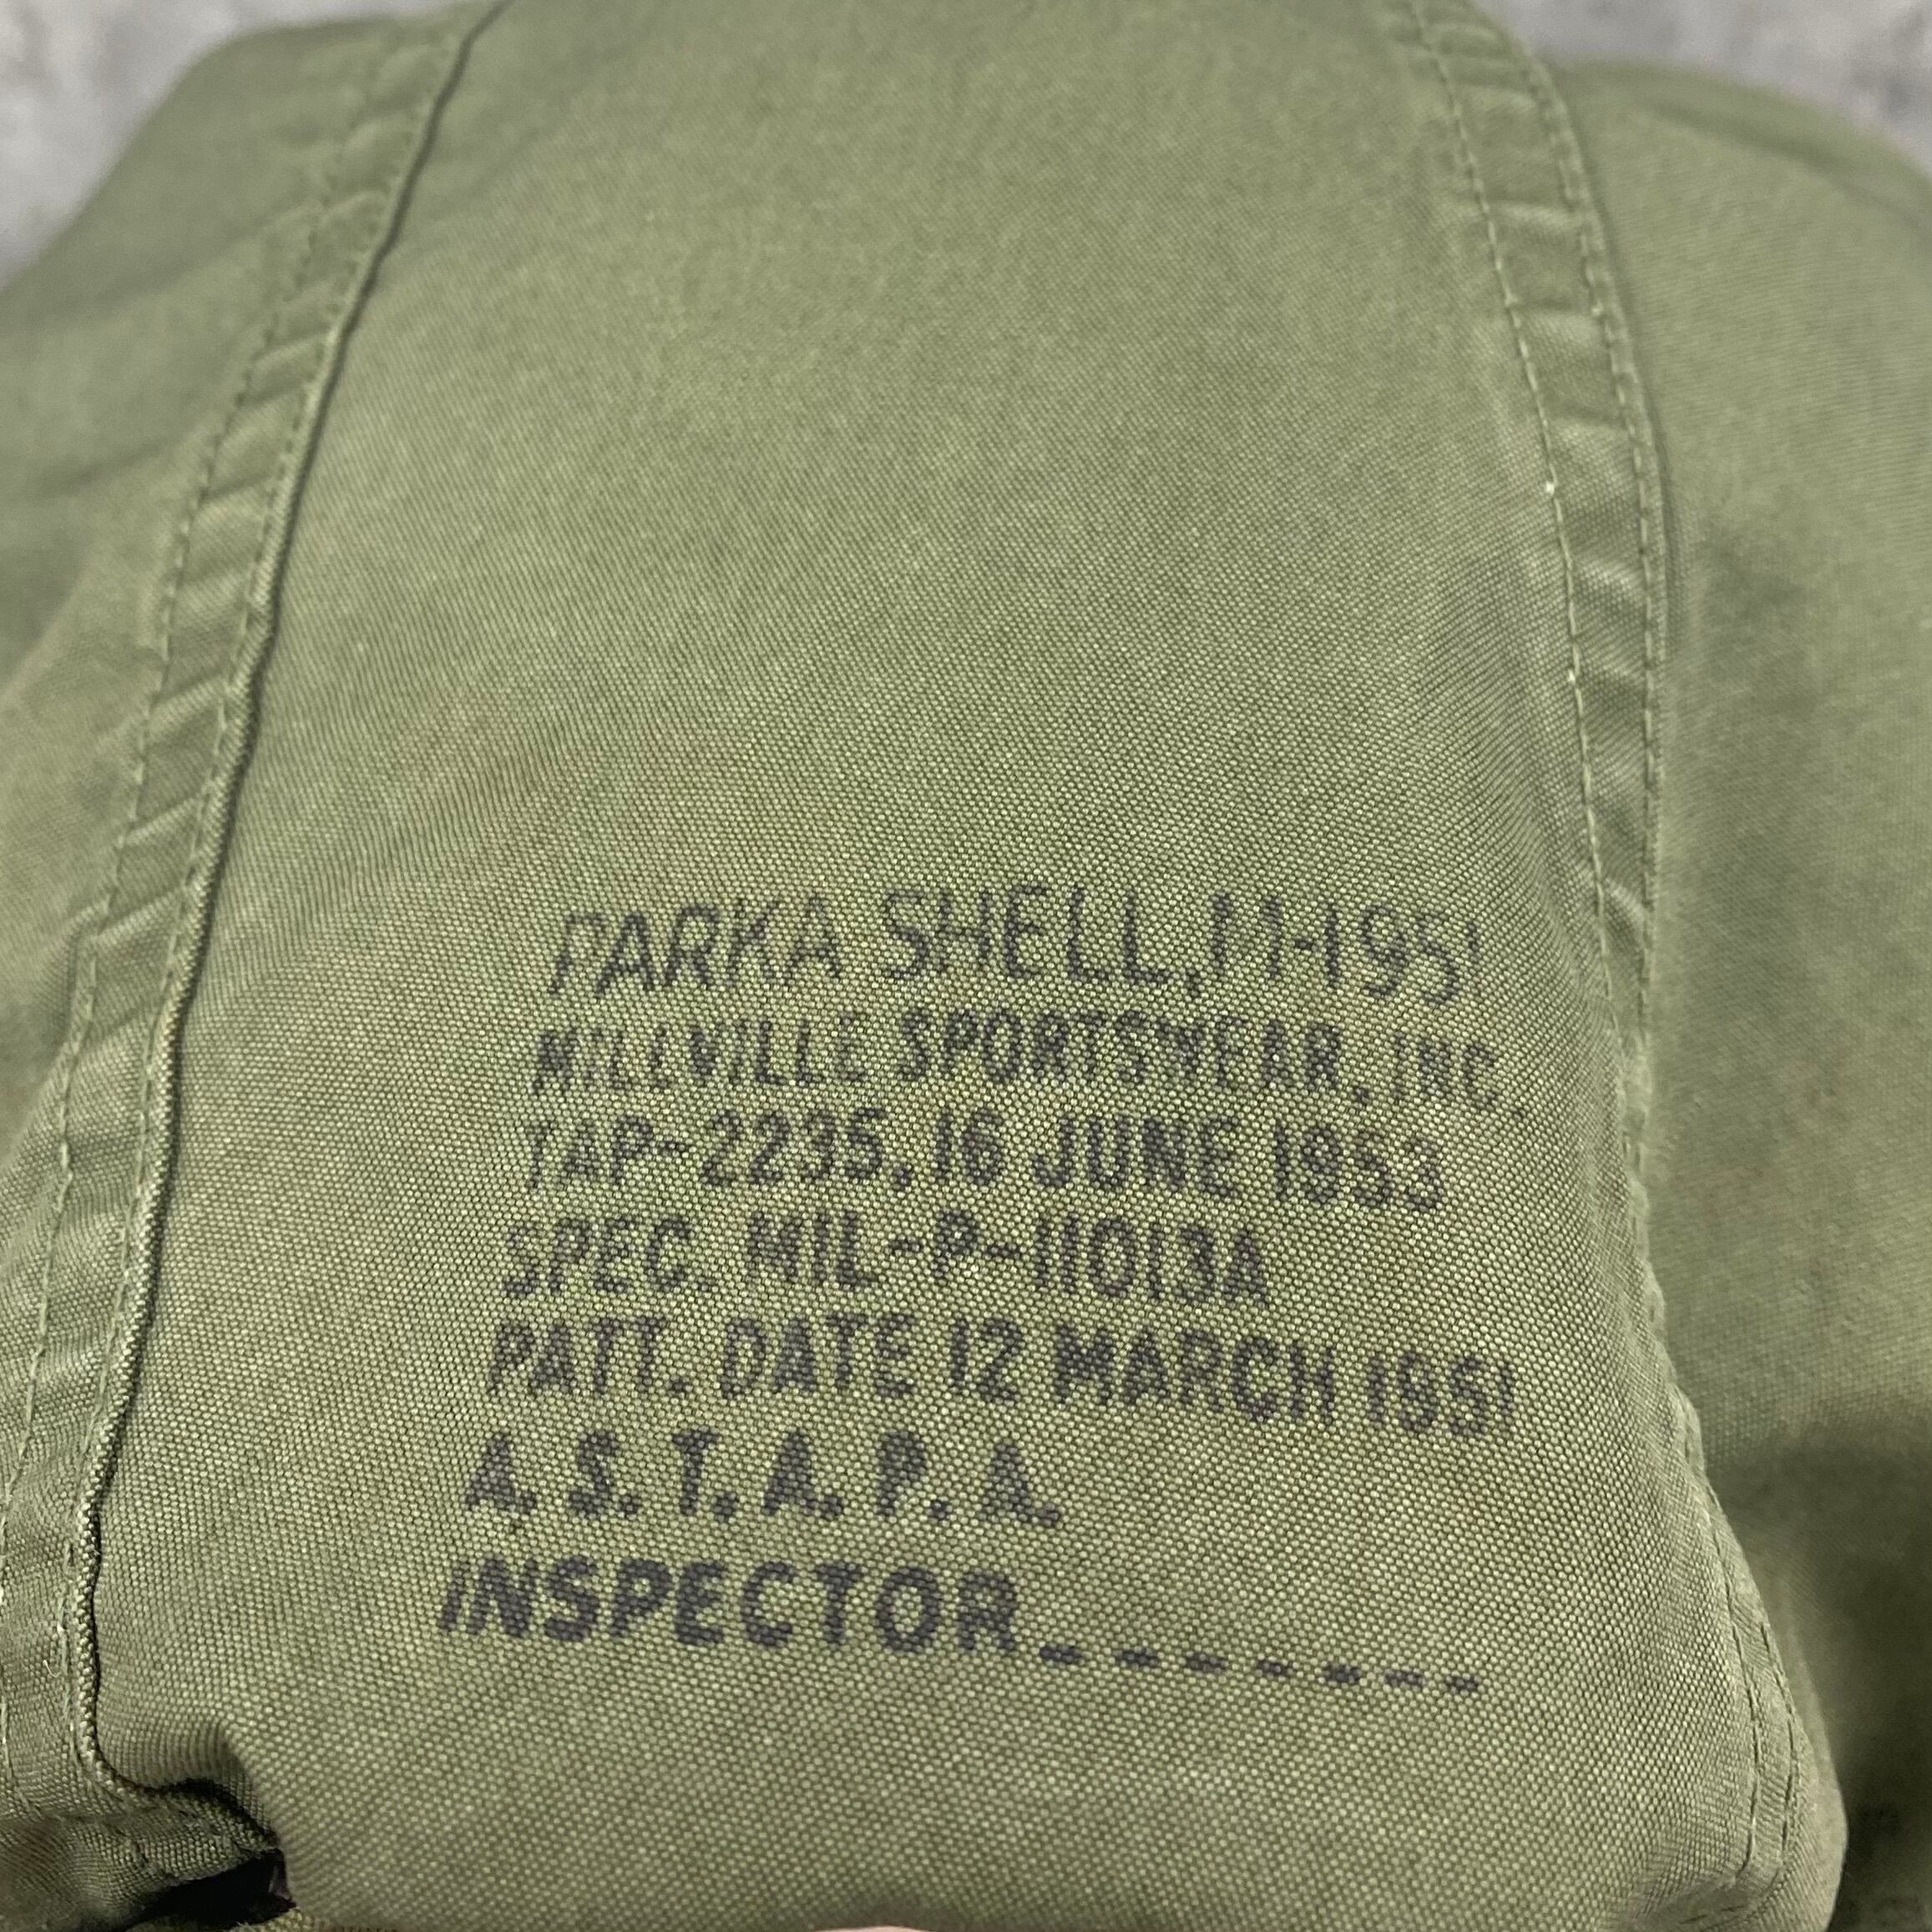 PARKA SHELL, M-1951
MILLVILLE SPORTSWEAR, INC.
TAP-2235, 16 JUNE 1953
SPEC. MIL-P-11013A
PATT. DATE 12 MARCH 1951
A. S. T. A. P. A.
INSPECTOR_ _ _ _ _ _ _